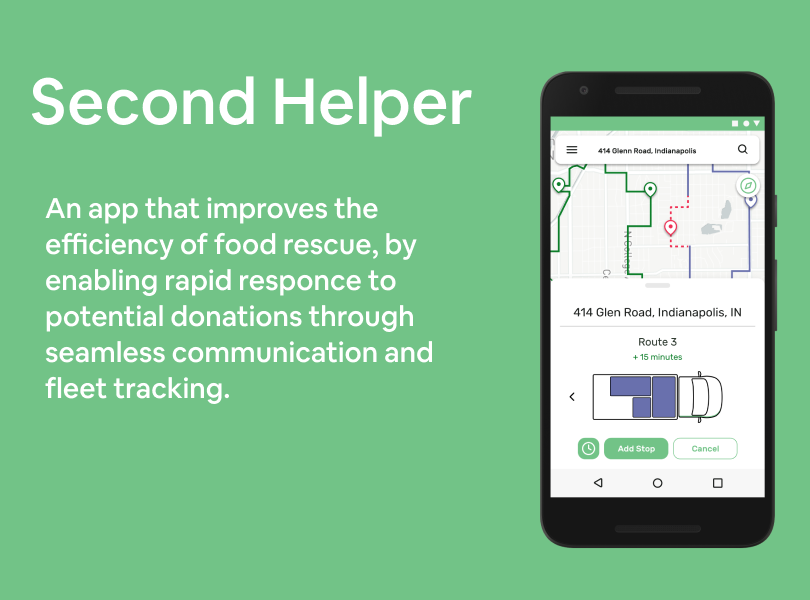 Second Helper
An app that improves the
efficiency of food rescue, by
enabling rapid responce to
potential donations through
seamless communication and
fleet tracking.
414 Glenn Road, Indianapolis
N College
414 Glen Road, Indianapolis, IN
Route 3
+ 15 minutes
Add Stop
Cancel